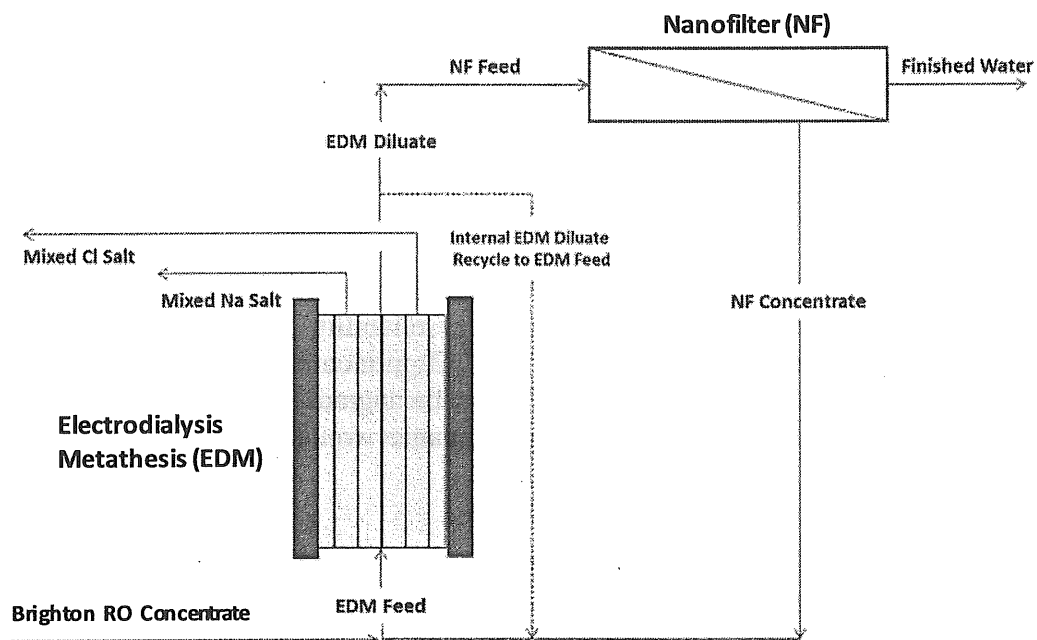 Nanofilter (NF)
NF Feed
Finished Water
EDM Diluate
Internal EDM Diluate
Recycle to EDM Feed
Mixed Cl Salt
Mixed Na Salt
NF Concentrate
Electrodialysis
Metathesis (EDM)
EDM Feed
Brighton RO Concentrate